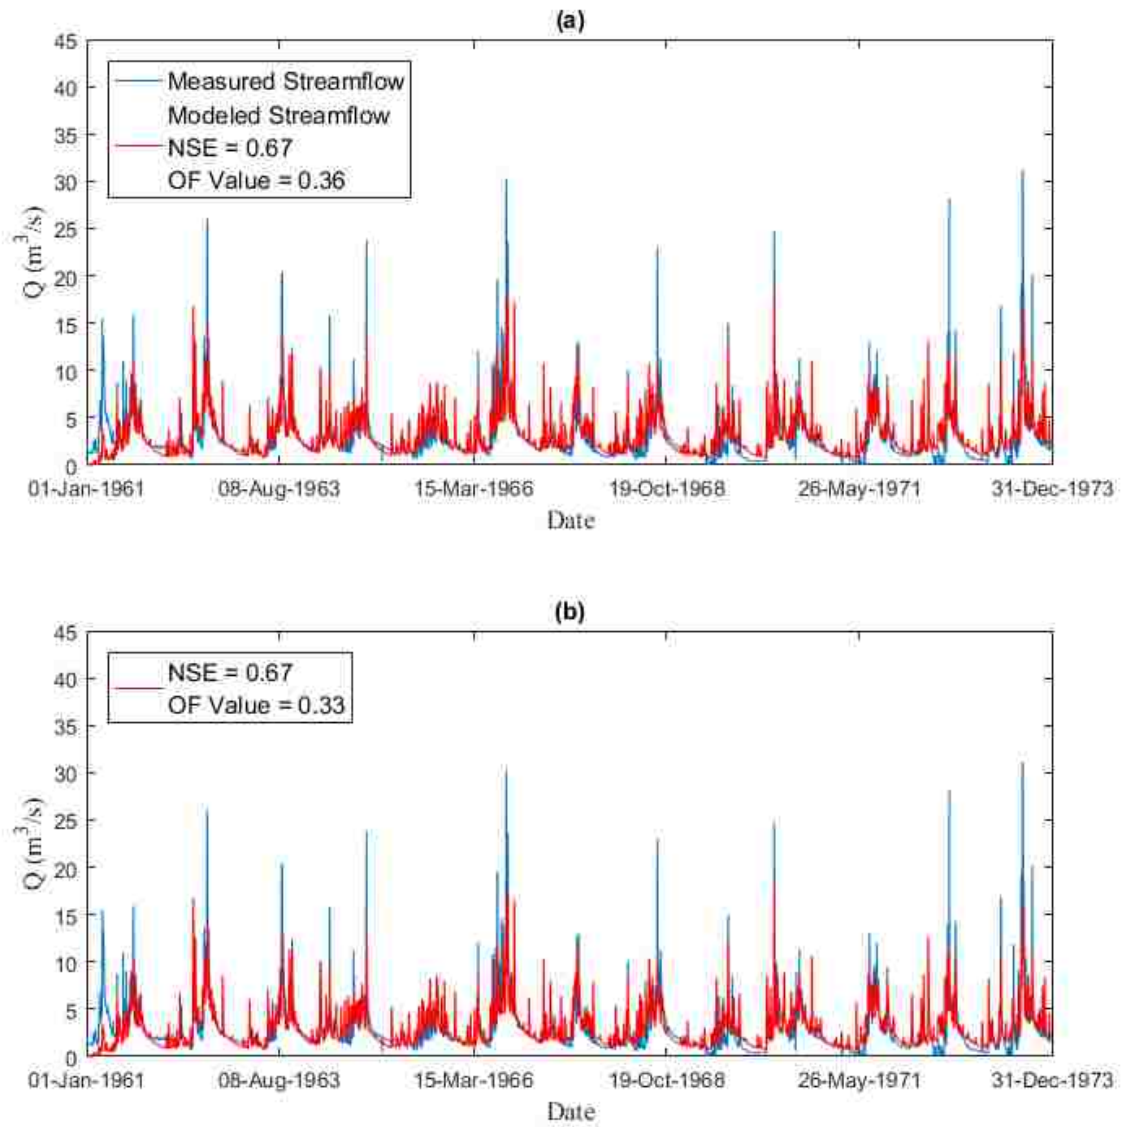 (a)
45
40
35
30
25
20
15
10
5
0
Q (m³/s)
Measured Streamflow
Modeled Streamflow
NSE = 0.67
OF Value = 0.36
01-Jan-1961 08-Aug-1963 15-Mar-1966 19-Oct-1968 26-May-1971 31-Dec-1973
Date
(b)
45
40
35
30
25
20
15
10
5
0
Q (m³/s)
NSE = 0.67
OF Value = 0.33
01-Jan-1961 08-Aug-1963 15-Mar-1966 19-Oct-1968 26-May-1971 31-Dec-1973
Date